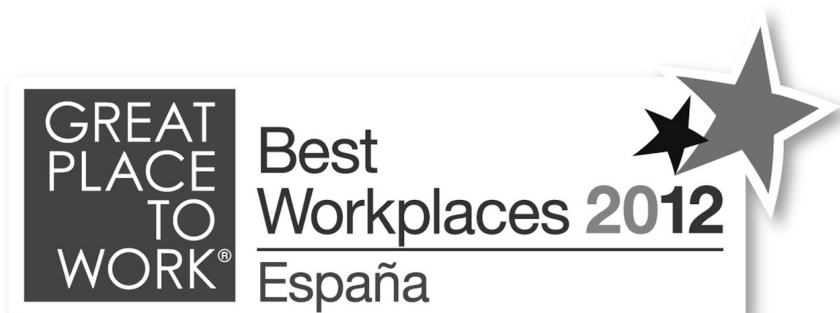 GREAT
PLACE
TO
WORK®
Best
Workplaces 2012
España